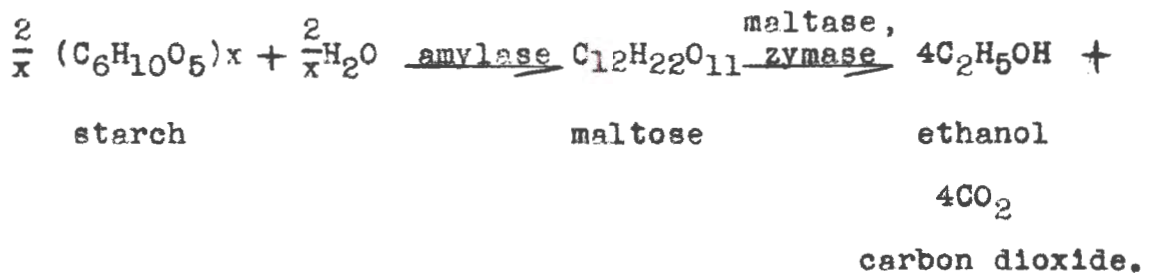 2/x (C6H10O5)x + 2/x H2O amylase C12H22O11 maltase, zymase 4C2H5OH +
starch maltose ethanol
4CO2
carbon dioxide.